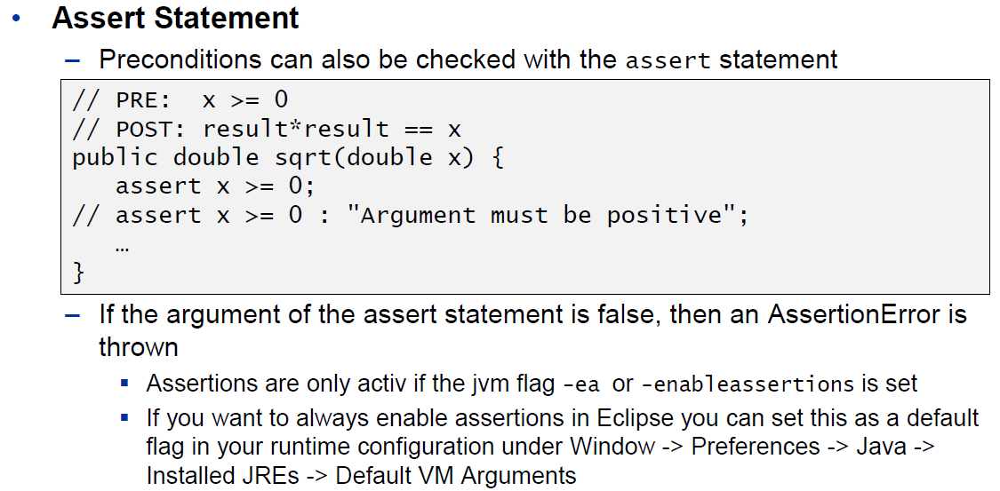 • Assert Statement
– Preconditions can also be checked with the assert statement
// PRE:  x >= 0
// POST: result*result == x
public double sqrt(double x) {
   assert x >= 0;
// assert x >= 0 : "Argument must be positive";
   …
}
– If the argument of the assert statement is false, then an AssertionError is
thrown
▪ Assertions are only activ if the jvm flag -ea or -enableassertions is set
▪ If you want to always enable assertions in Eclipse you can set this as a default
flag in your runtime configuration under Window -> Preferences -> Java ->
Installed JREs -> Default VM Arguments